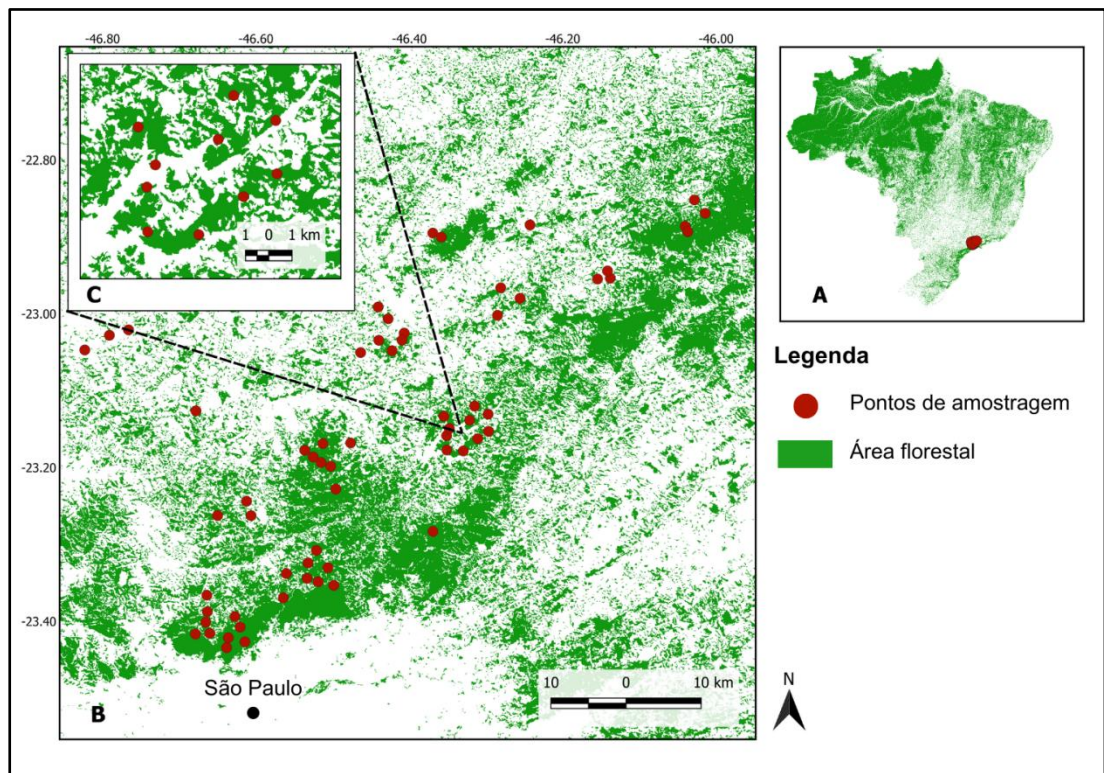 -46.80 -46.60 -46.40 -46.20 -46.00
-22.80
-23.00
-23.20
-23.40
1 0 1 km
C
A
Legenda
Pontos de amostragem
Área florestal
São Paulo
B
10 0 10 km
N